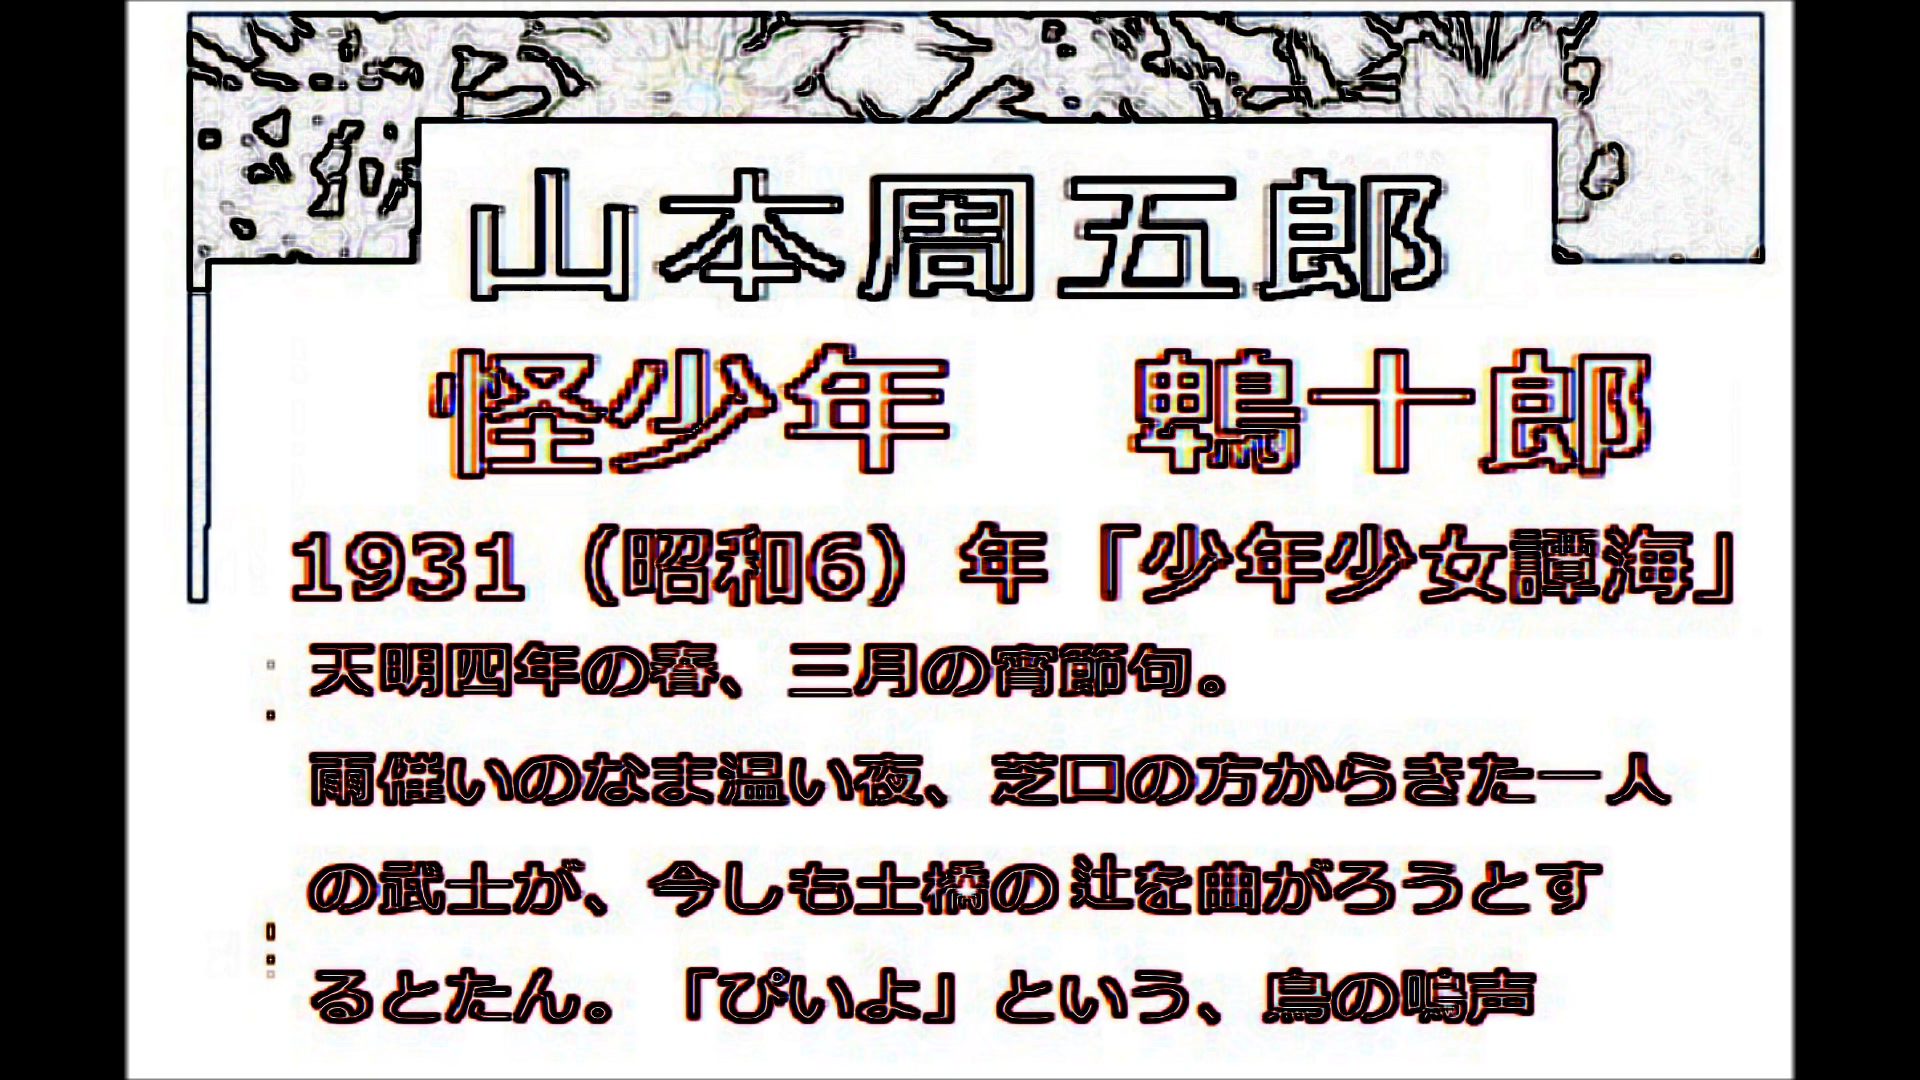 山本周五郎
怪少年　鵯十郎
1931（昭和6）年「少年少女譚海」
天明四年の春、三月の宵節句。
雨催いのなま温い夜、芝口の方からきた一人
の武士が、今しも土橋の辻を曲がろうとす
るとたん。「ぴいよ」という、鳥の鳴声